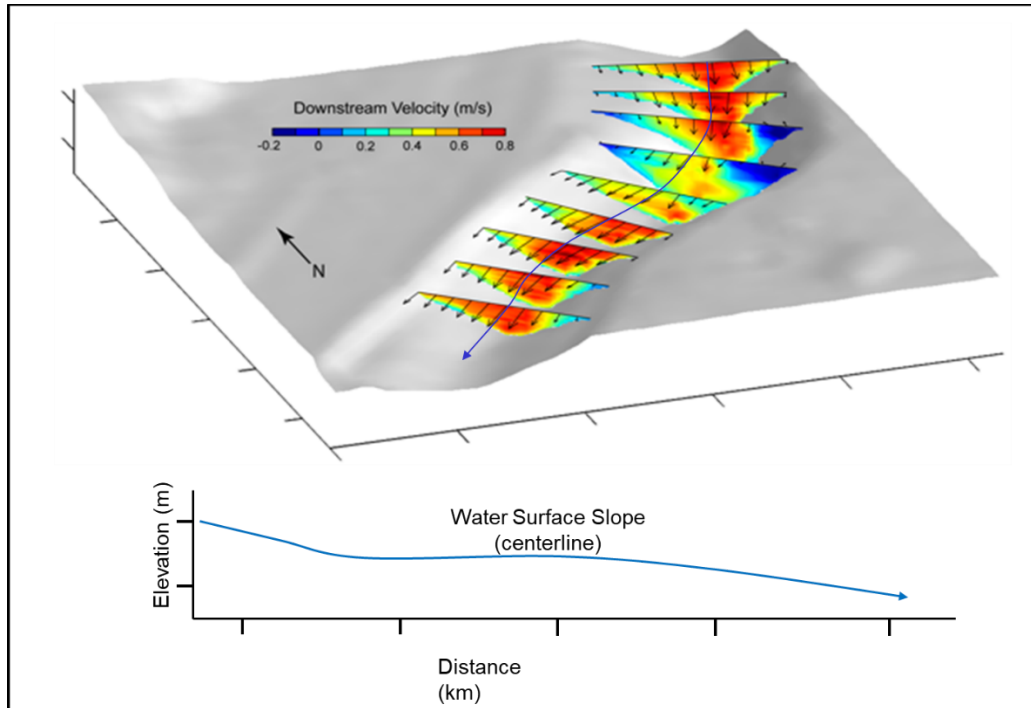 Downstream Velocity (m/s)
-0.2 0 0.2 0.4 0.6 0.8
N
Water Surface Slope
(centerline)
Elevation (m)
Distance
(km)